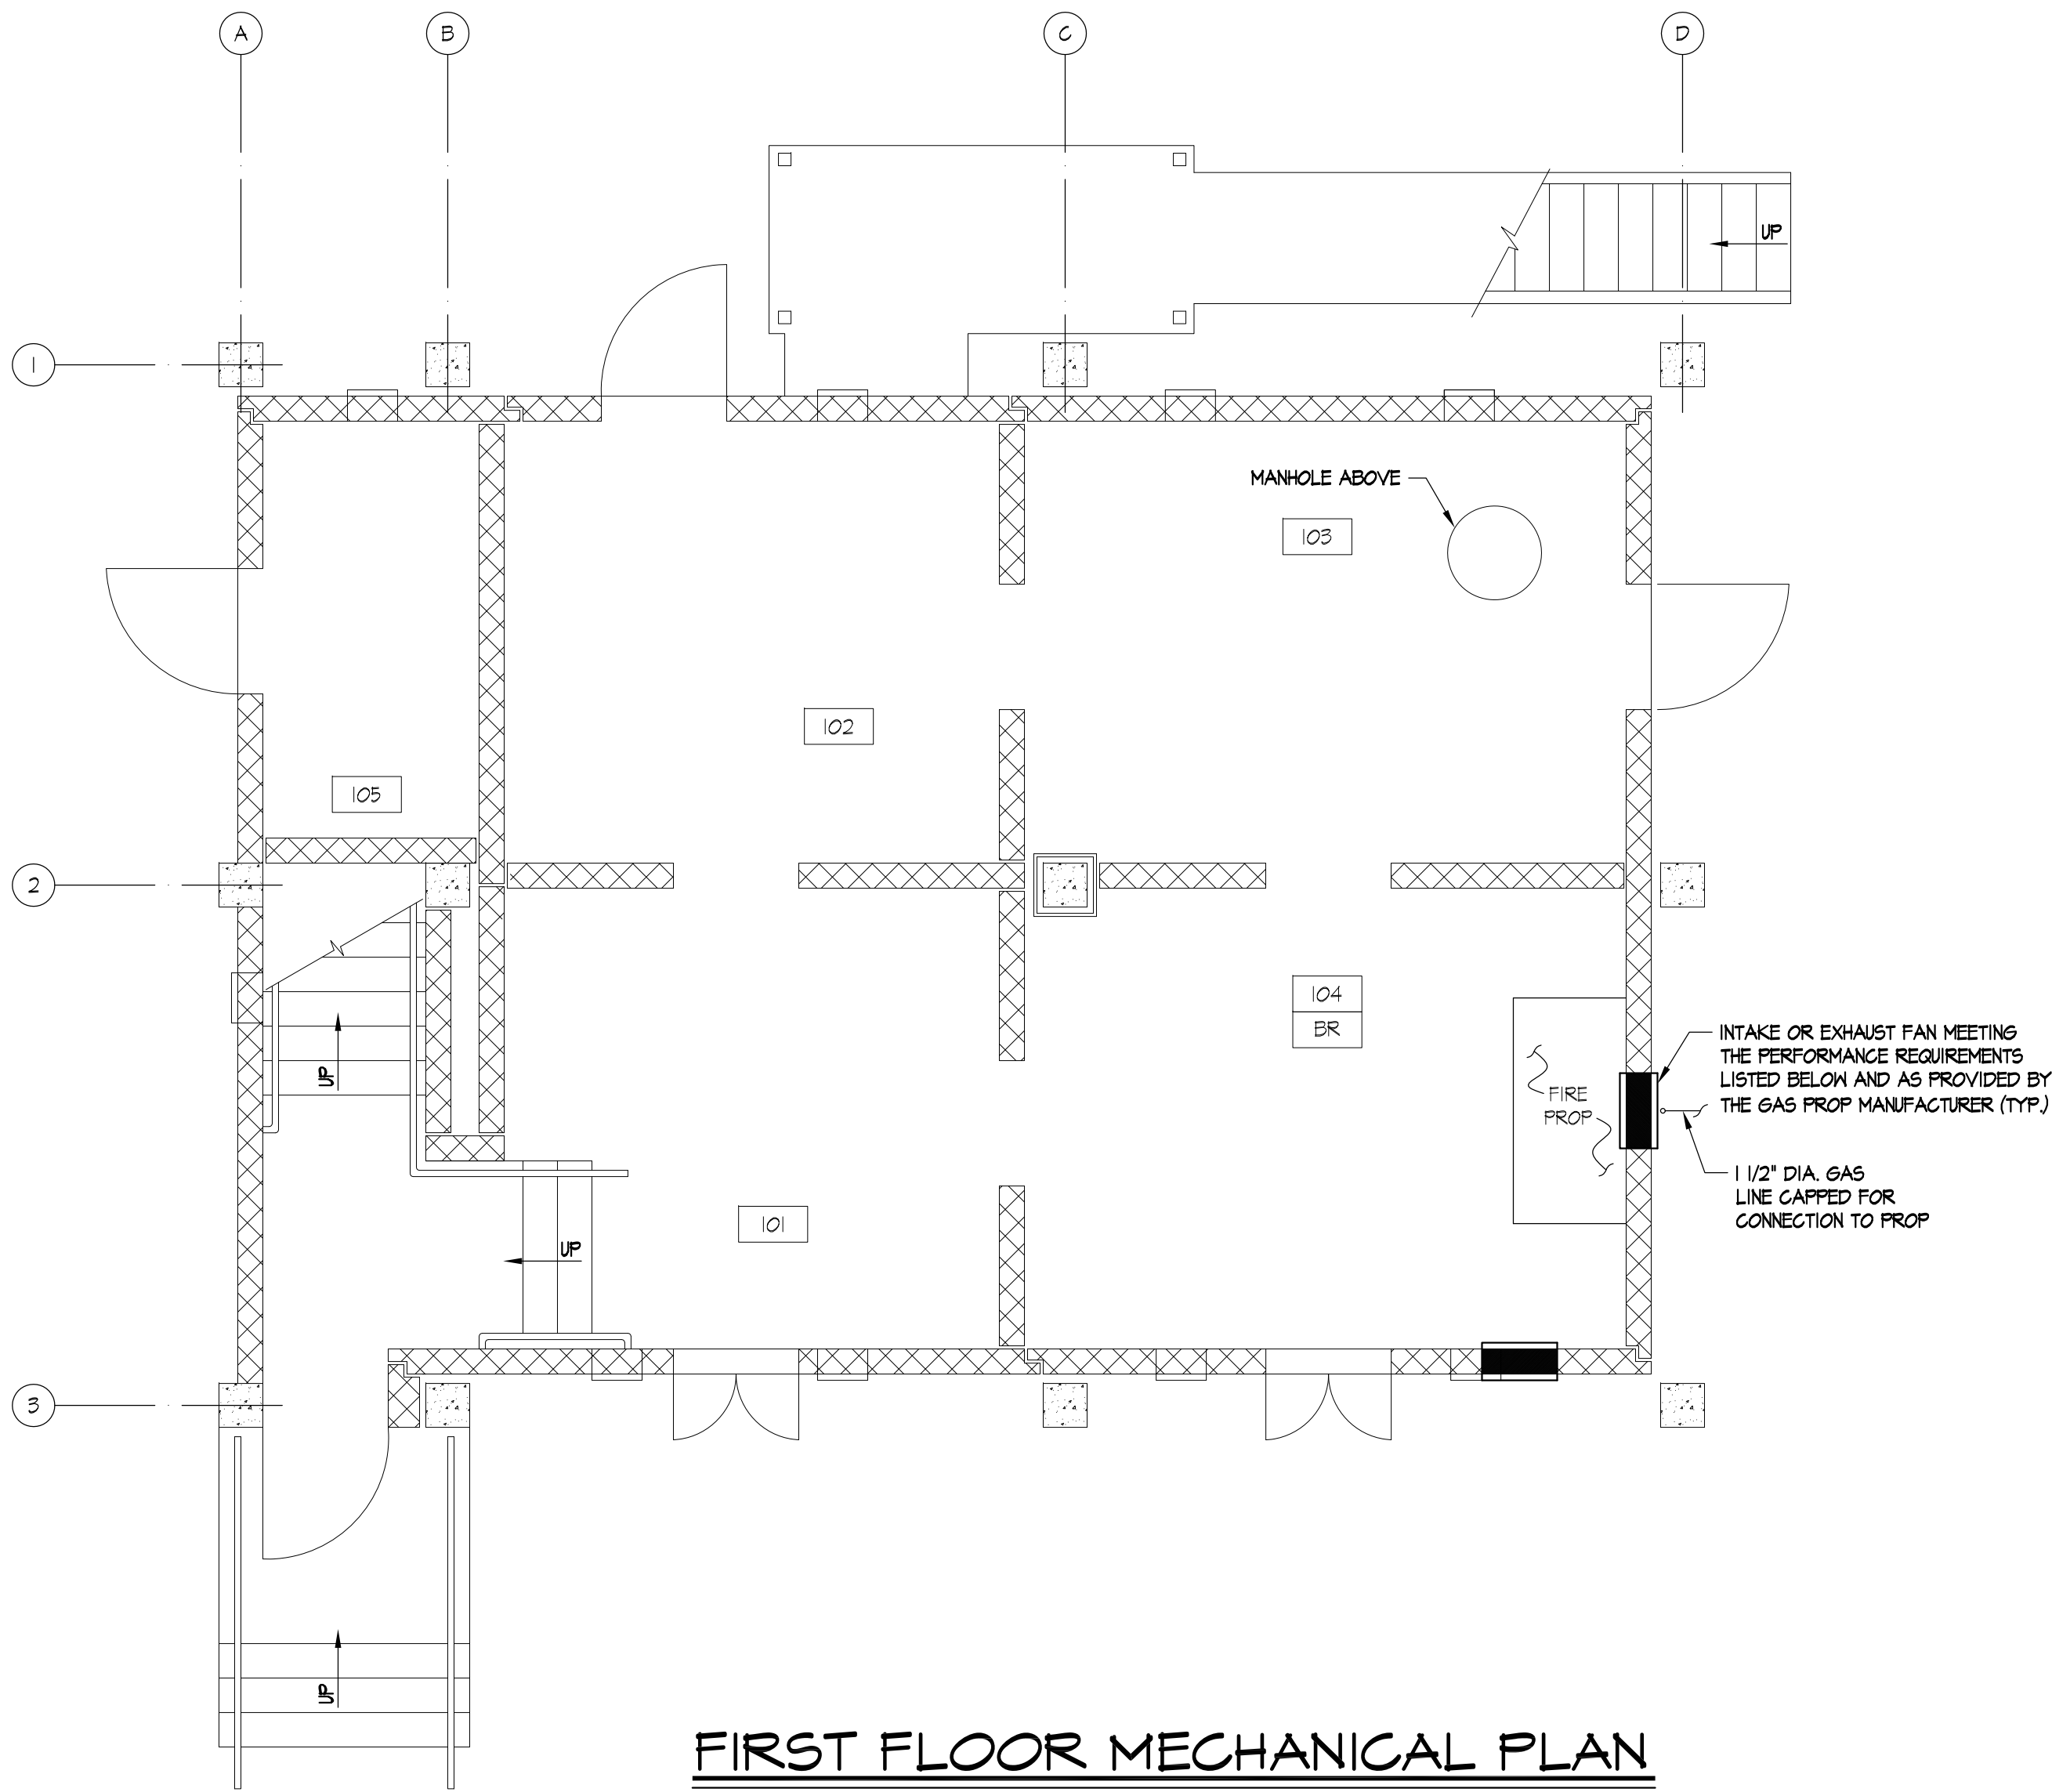 A
B
C
D
UP
1
MANHOLE ABOVE
103
102
105
2
104
BR
INTAKE OR EXHAUST FAN MEETING
THE PERFORMANCE REQUIREMENTS
LISTED BELOW AND AS PROVIDED BY
THE GAS PROP MANUFACTURER (TYP.)
FIRE
PROP
UP
1 1/2" DIA. GAS
LINE CAPPED FOR
CONNECTION TO PROP
101
UP
3
UP
FIRST FLOOR MECHANICAL PLAN